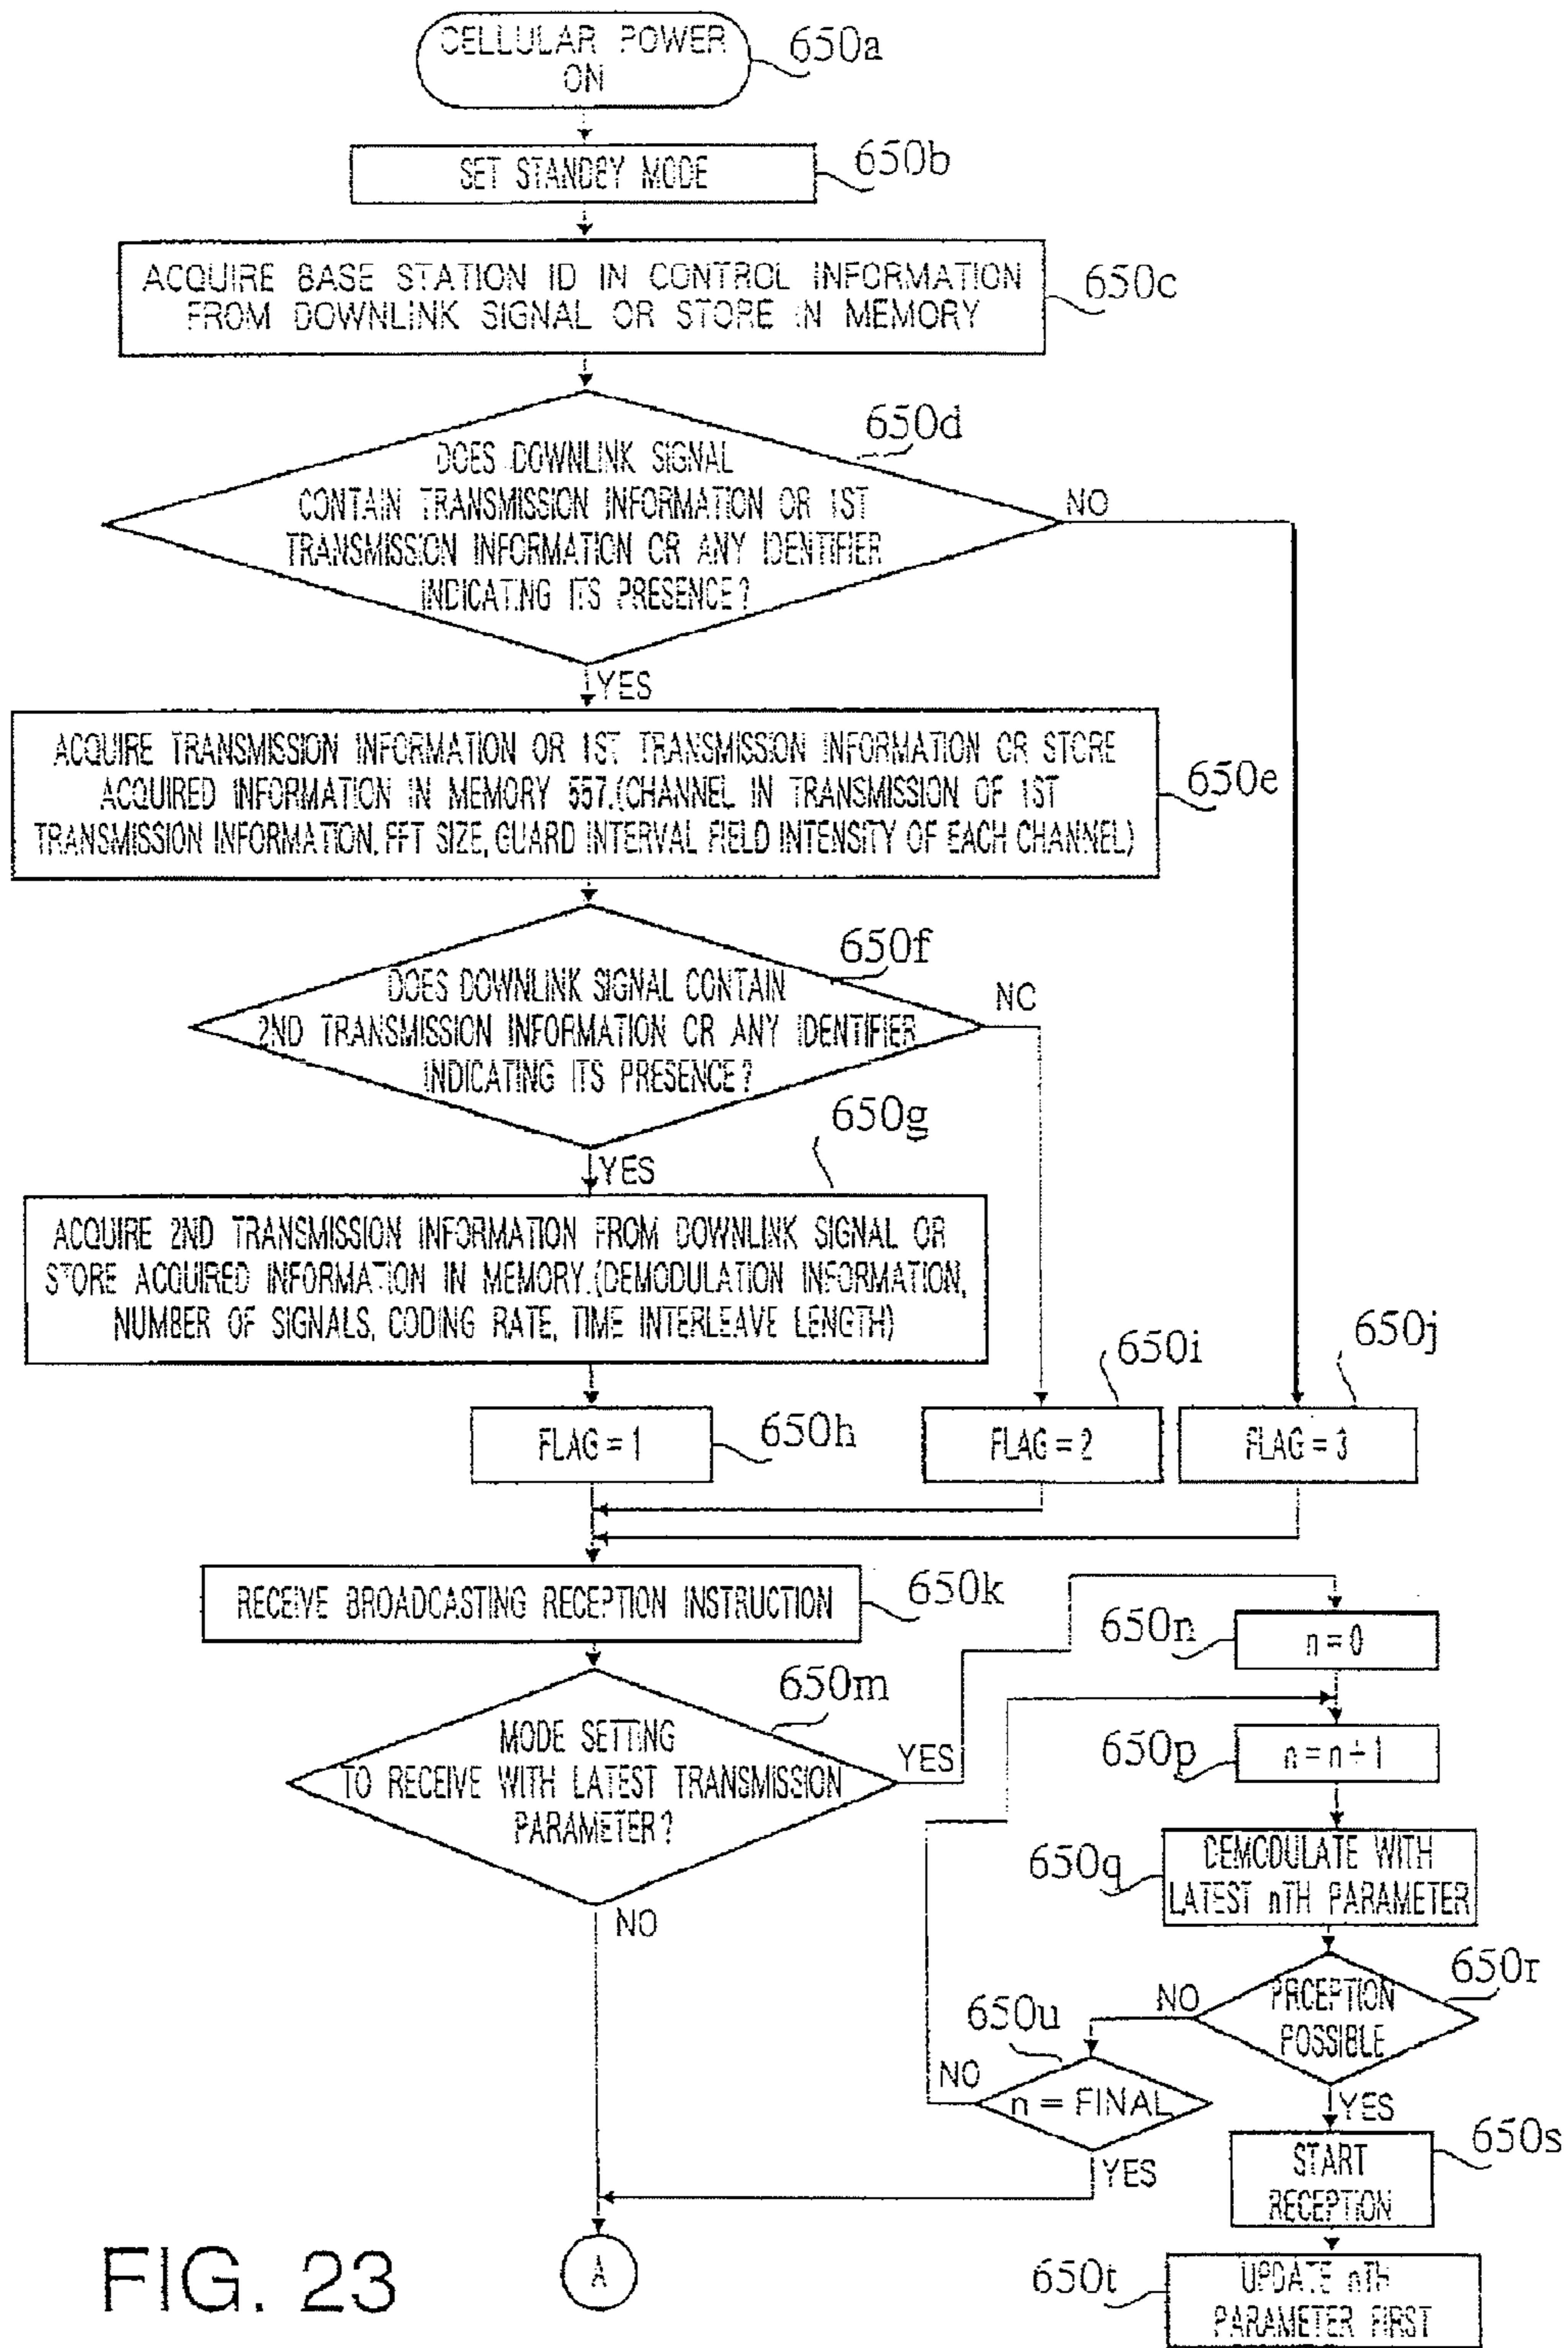 CELLULAR POWER
ON
650a
SET STANDBY MODE
650b
ACQUIRE BASE STATION ID IN CONTROL INFORMATION
FROM DOWNLINK SIGNAL OR STORE IN MEMORY
650c
650d
DOES DOWNLINK SIGNAL
CONTAIN TRANSMISSION INFORMATION OR 1ST
TRANSMISSION INFORMATION OR ANY IDENTIFIER
INDICATING ITS PRESENCE?
NO
YES
ACQUIRE TRANSMISSION INFORMATION OR 1ST TRANSMISSION INFORMATION OR STORE
ACQUIRED INFORMATION IN MEMORY 557.(CHANNEL IN TRANSMISSION OF 1ST
TRANSMISSION INFORMATION, FFT SIZE, GUARD INTERVAL FIELD INTENSITY OF EACH CHANNEL)
650e
650f
DOES DOWNLINK SIGNAL CONTAIN
2ND TRANSMISSION INFORMATION OR ANY IDENTIFIER
INDICATING ITS PRESENCE?
NO
YES
650g
ACQUIRE 2ND TRANSMISSION INFORMATION FROM DOWNLINK SIGNAL OR
STORE ACQUIRED INFORMATION IN MEMORY.(DEMODULATION INFORMATION,
NUMBER OF SIGNALS, CODING RATE, TIME INTERLEAVE LENGTH)
FLAG = 1
650h
650i
FLAG = 2
650j
FLAG = 3
RECEIVE BROADCASTING RECEPTION INSTRUCTION
650k
650m
MODE SETTING
TO RECEIVE WITH LATEST TRANSMISSION
PARAMETER?
YES
NO
650n
n = 0
650p
n = n + 1
650q
DEMODULATE WITH
LATEST nTH PARAMETER
650r
PRCEPTION
POSSIBLE
NO
YES
650u
n = FINAL
NO
YES
650s
START
RECEPTION
650t
UPDATE nTH
PARAMETER FIRST
A
FIG. 23